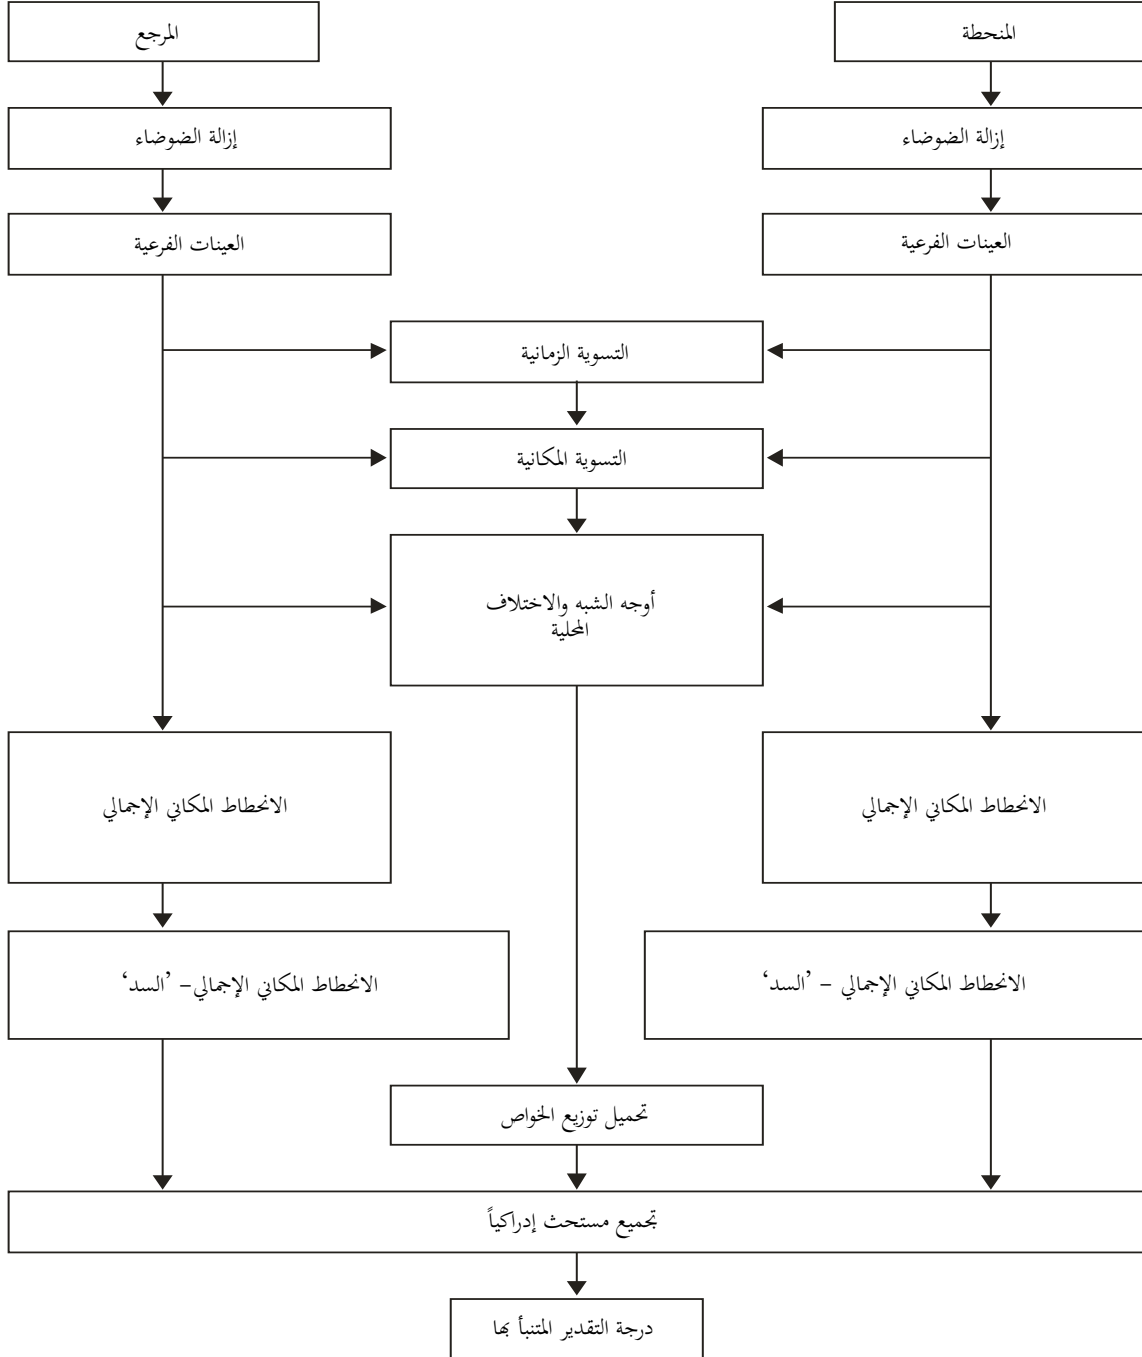 المرجع
المنحطة
إزالة الضوضاء
إزالة الضوضاء
العينات الفرعية
العينات الفرعية
التسوية الزمانية
التسوية المكانية
أوجه الشبه والاختلاف
المحلية
الانحطاط المكاني الإجمالي
الانحطاط المكاني الإجمالي
الانحطاط المكاني الإجمالي– ’السد‘
الانحطاط المكاني الإجمالي – ’السد‘
تحميل توزيع الخواص
تجميع مستحث إدراكياً
درجة التقدير المتنبأ بها